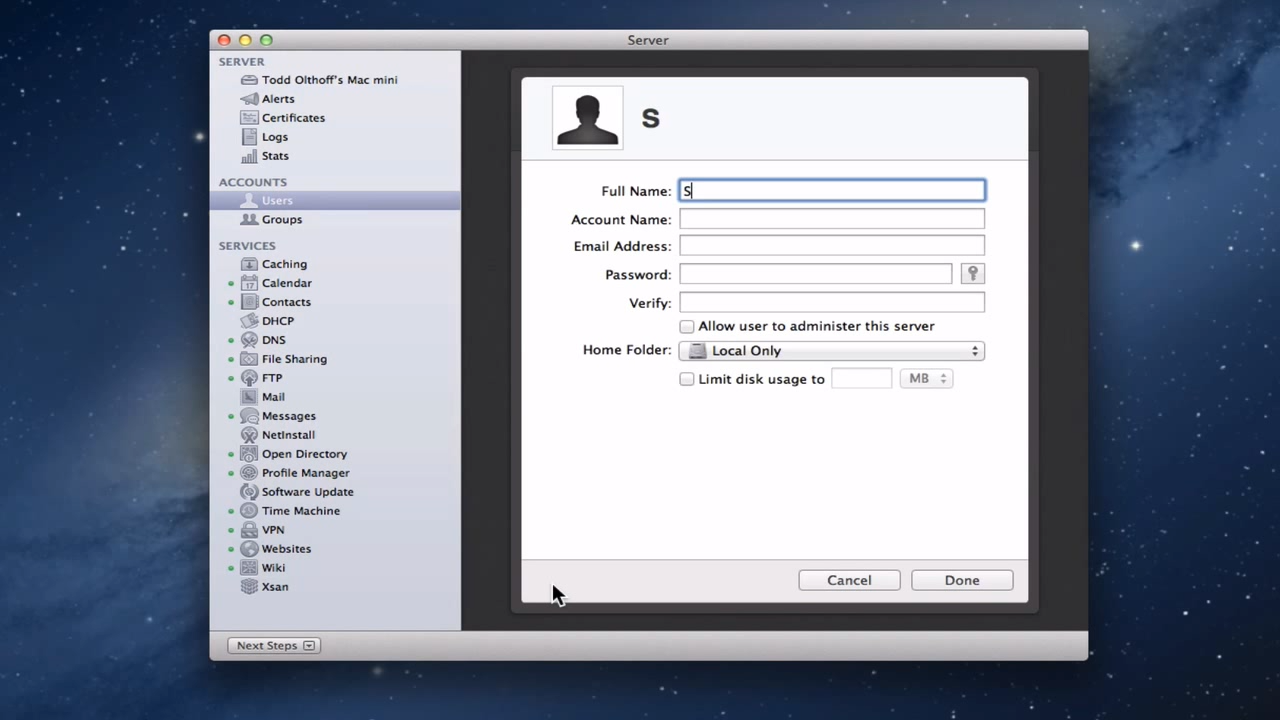 Server
SERVER
Todd Olthoff's Mac mini
Alerts
Certificates
Logs
Stats
ACCOUNTS
Users
Groups
SERVICES
Caching
17 Calendar
Contacts
DHCP
DNS
File Sharing
FTP
Mail
Messages
NetInstall
Open Directory
Profile Manager
Software Update
Time Machine
VPN
Websites
Wiki
Xsan
Next Steps
S
Full Name: S
Account Name:
Email Address:
Password:
Verify:
Allow user to administer this server
Home Folder: Local Only
Limit disk usage to MB
Cancel Done